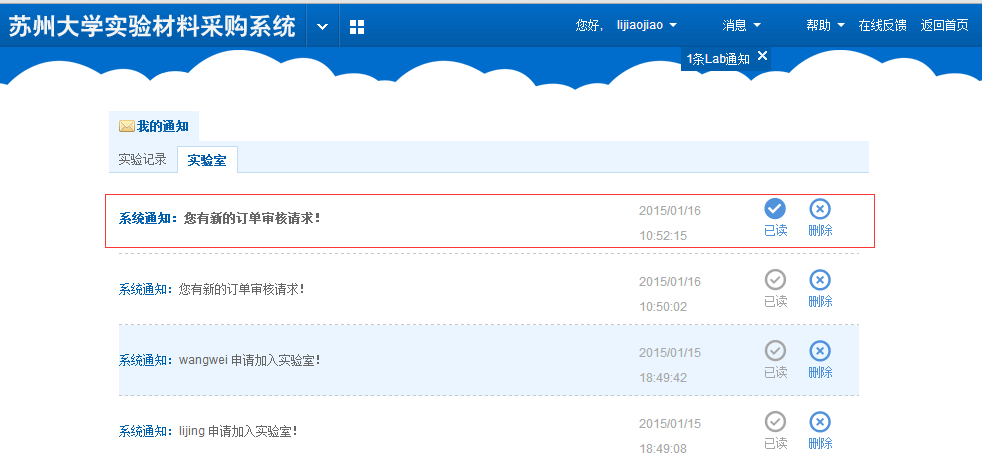 苏州大学实验材料采购系统
您好, lijiaojiao 消息 帮助 在线反馈 返回首页
1条Lab通知
我的通知
实验记录 实验室
系统通知：您有新的订单审核请求！ 2015/01/16
10:52:15
已读 删除
系统通知：您有新的订单审核请求！ 2015/01/16
10:50:02
已读 删除
系统通知：wangwei 申请加入实验室！ 2015/01/15
18:49:42
已读 删除
系统通知：lijing 申请加入实验室！ 2015/01/15
18:49:08
已读 删除